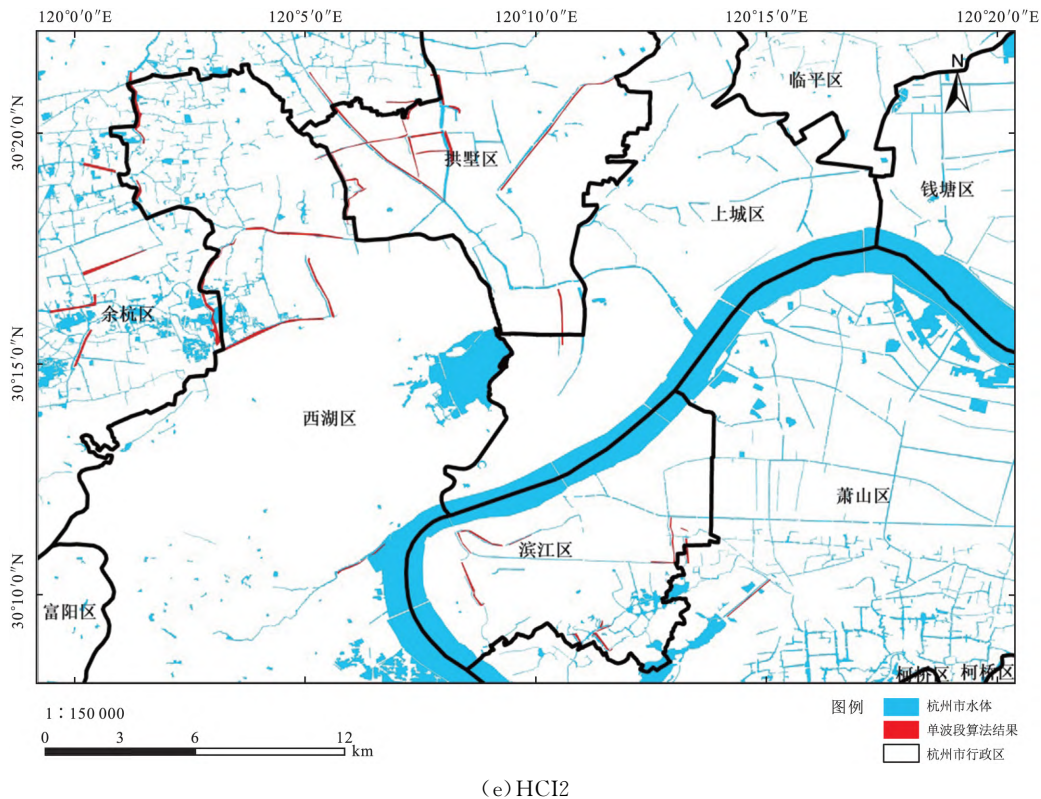 120°0′0″E 120°5′0″E 120°10′0″E 120°15′0″E 120°20′0″E
30°20′0″N
30°15′0″N
30°10′0″N
N
临平区
拱墅区
钱塘区
上城区
余杭区
西湖区
萧山区
滨江区
富阳区
柯桥区 柯桥区
1∶150 000
0 3 6 12 km
图例
杭州市水体
单波段算法结果
杭州市行政区
(e)HCI2